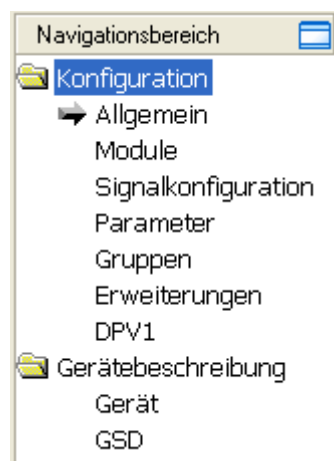 Navigationsbereich
Konfiguration
Allgemein
Module
Signalkonfiguration
Parameter
Gruppen
Erweiterungen
DPV1
Gerätebeschreibung
Gerät
GSD